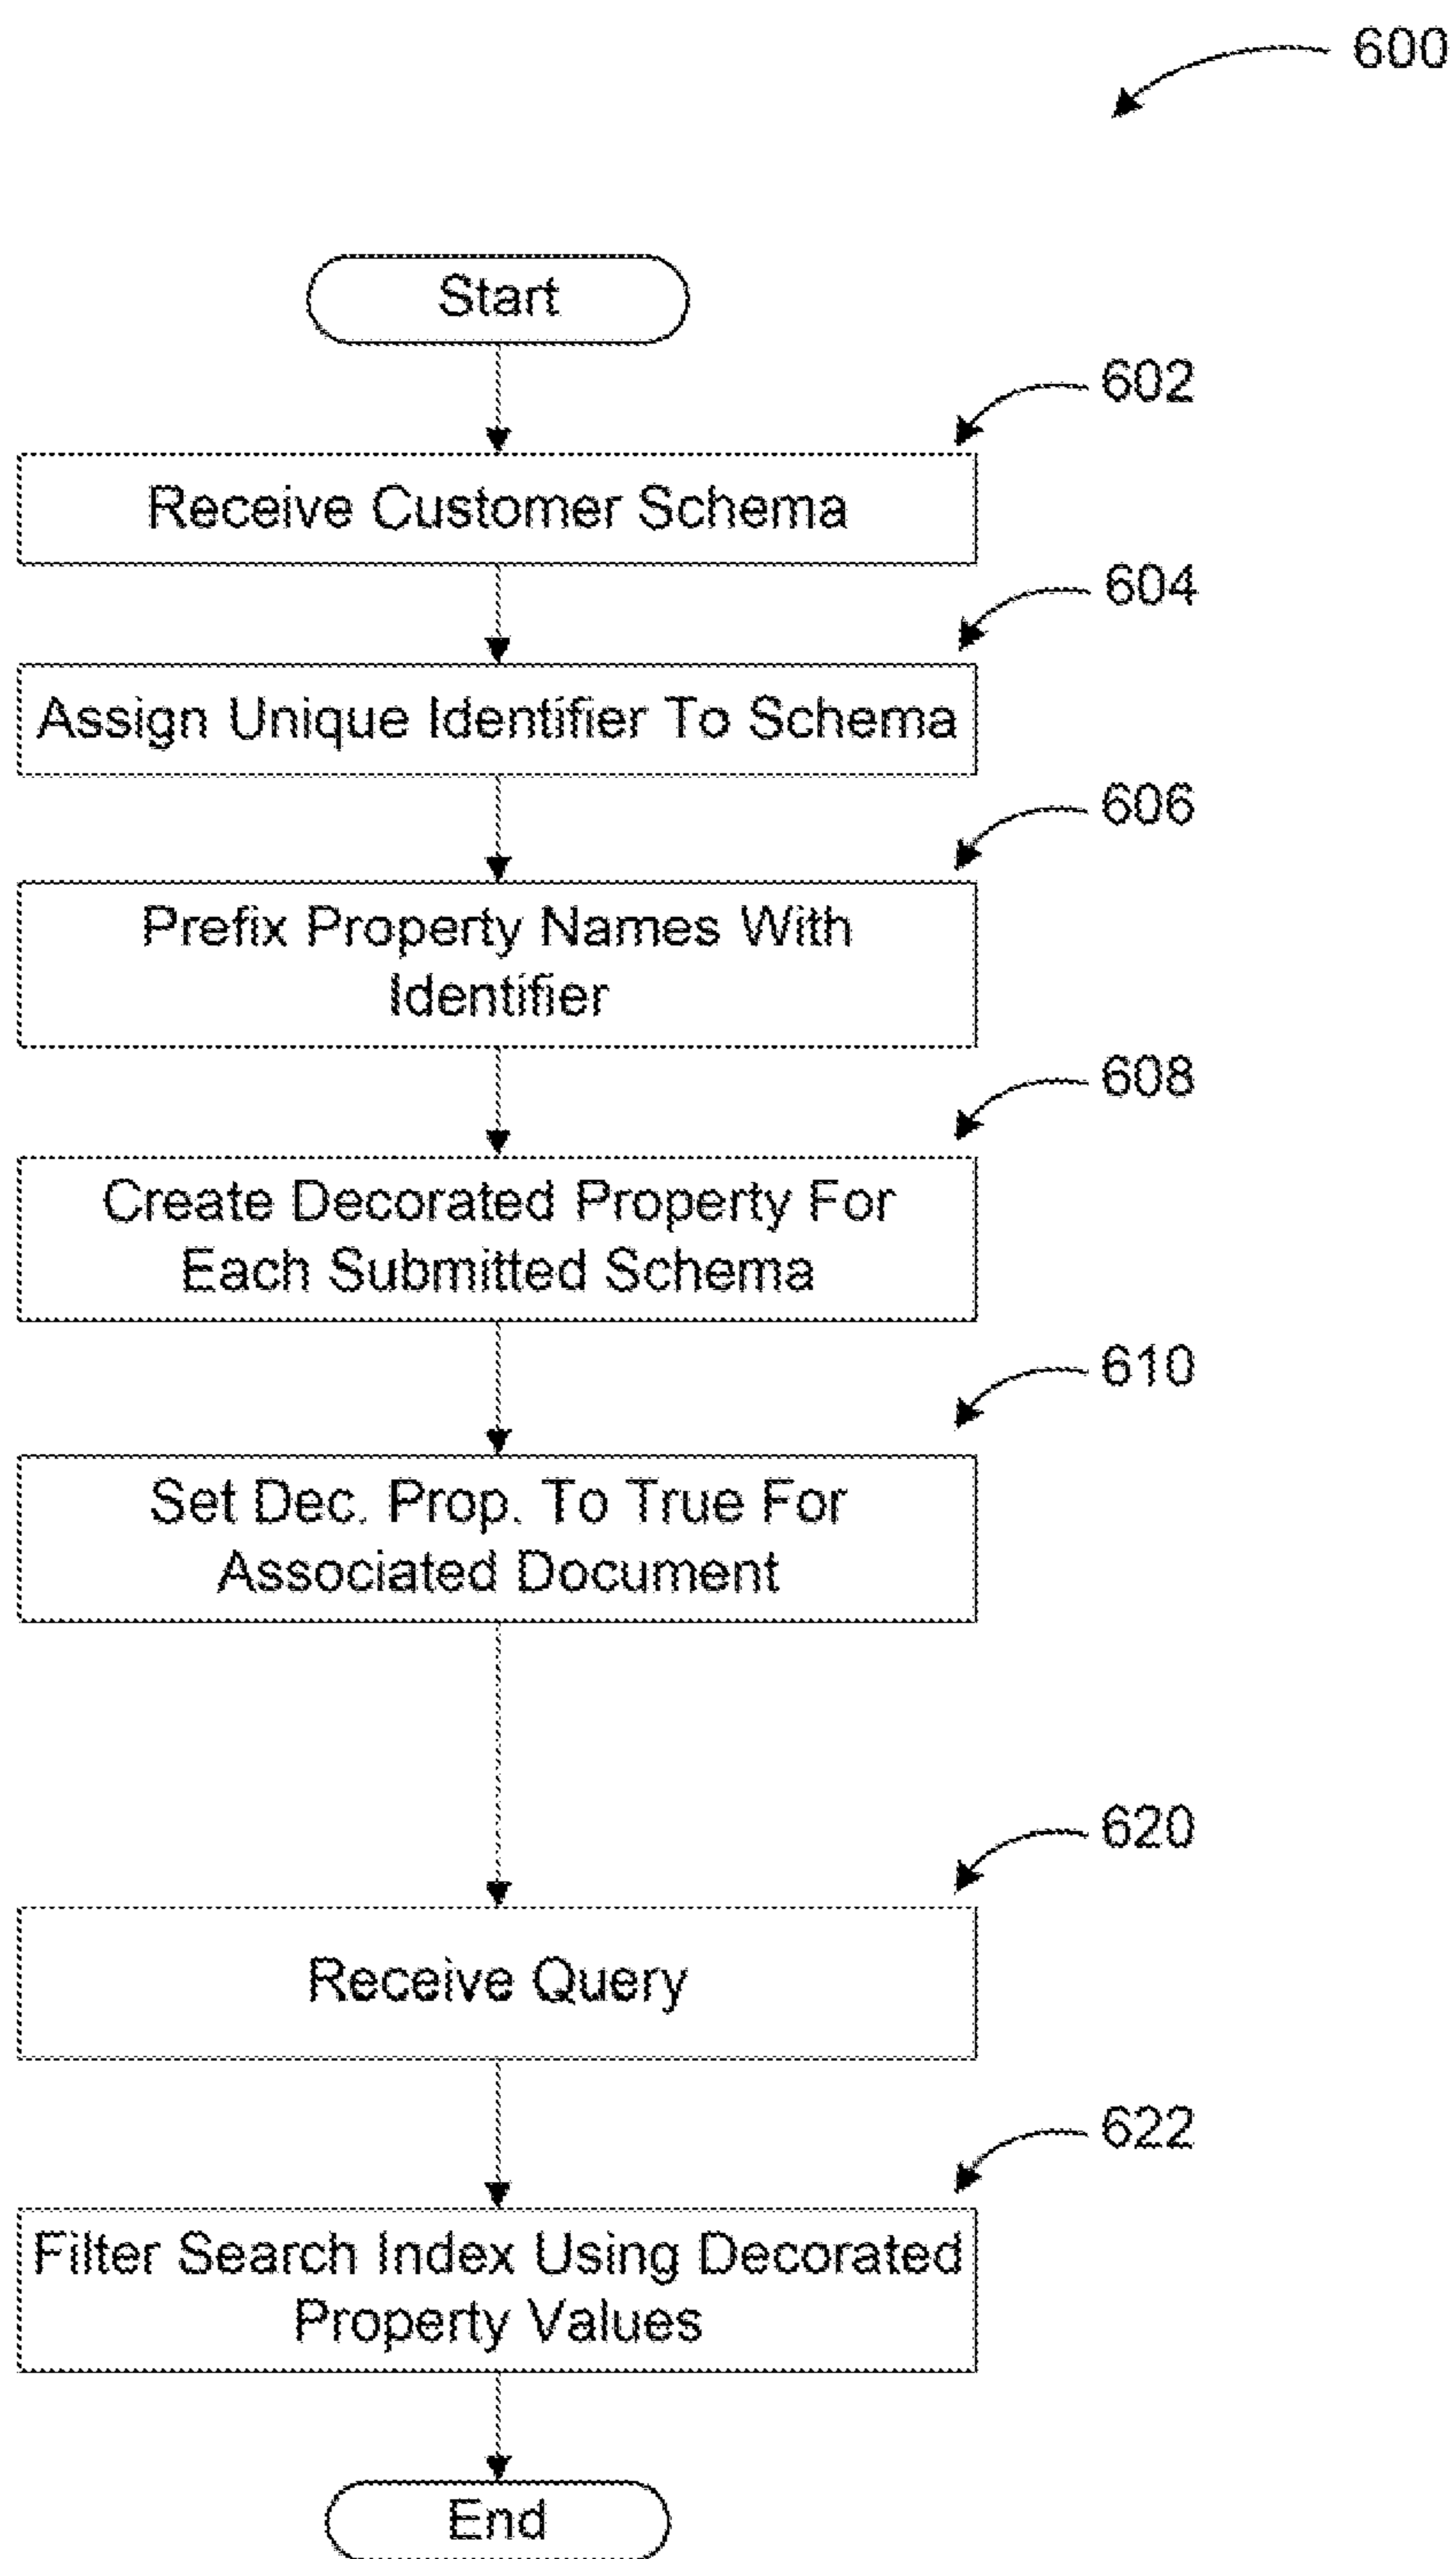 600
Start
602
Receive Customer Schema
604
Assign Unique Identifier To Schema
606
Prefix Property Names With
Identifier
608
Create Decorated Property For
Each Submitted Schema
610
Set Dec. Prop. To True For
Associated Document
620
Receive Query
622
Filter Search Index Using Decorated
Property Values
End